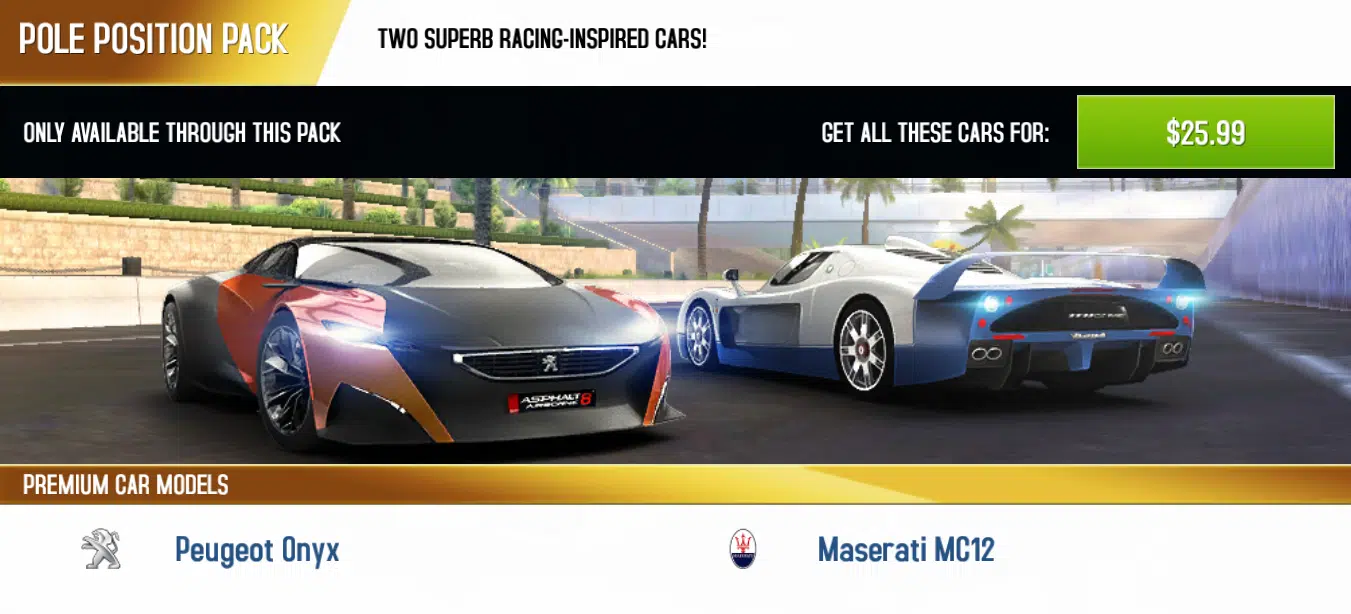 POLE POSITION PACK
TWO SUPERB RACING-INSPIRED CARS!
ONLY AVAILABLE THROUGH THIS PACK
GET ALL THESE CARS FOR:
$25.99
ASPHALT 8
AIRBORNE
PREMIUM CAR MODELS
Peugeot Onyx
Maserati MC12